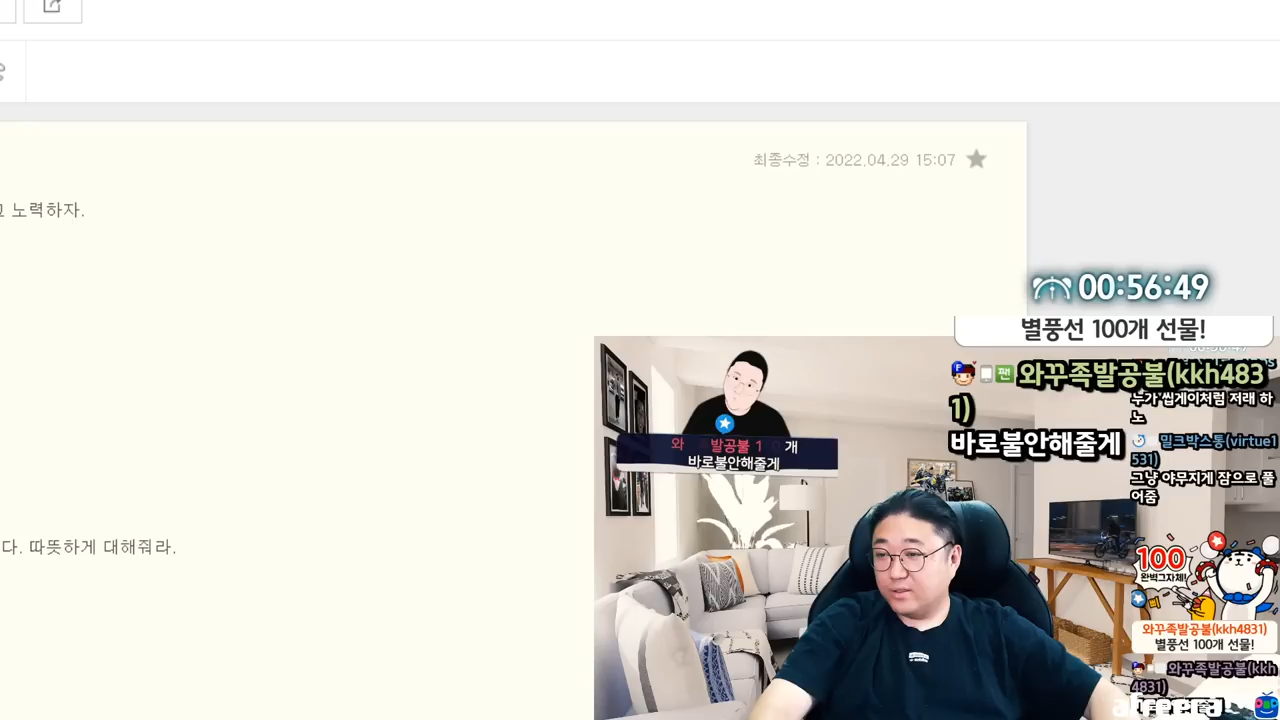 최종수정 : 2022.04.29 15:07
노력하자.
00:56:49
별풍선 100개 선물!
와꾸족발공불(kkh483
1)
바로불안해줄게
누가 씹게이처럼 저래 하
노
밀크박스통(virtue1
531)
그냥 야무지게 잠으로 풀
어줌
와 발공불 1 개
바로불안해줄게
다. 따뜻하게 대해줘라.
100
완벽그자체!
와꾸족발공불(kkh4831)
별풍선 100개 선물!
와꾸족발공불(kkh
4831)
afreeca